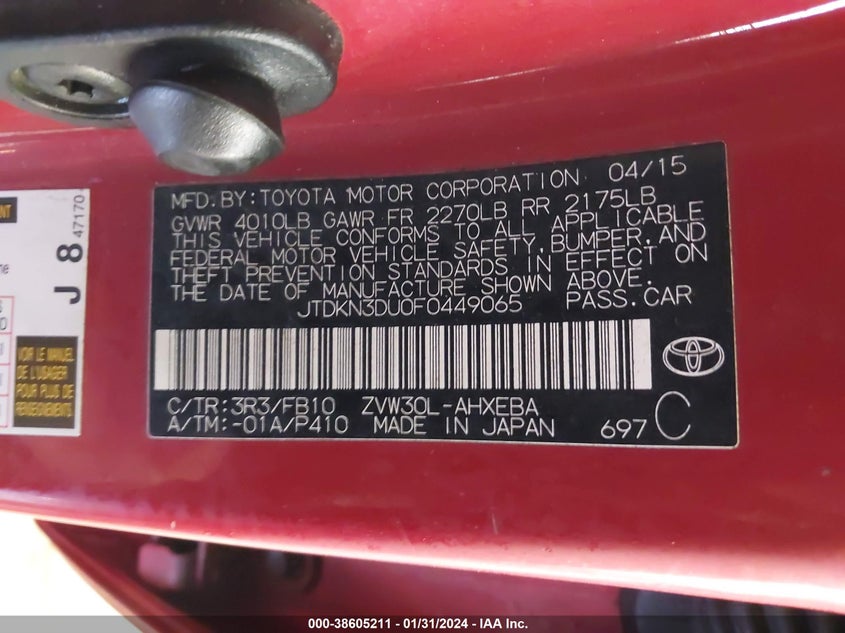 MFD. BY: TOYOTA MOTOR CORPORATION 04/15
GVWR 4010LB GAWR FR 2270LB RR 2175LB
THIS VEHICLE CONFORMS TO ALL APPLICABLE
FEDERAL MOTOR VEHICLE SAFETY, BUMPER, AND
THEFT PREVENTION STANDARDS IN EFFECT ON
THE DATE OF MANUFACTURE SHOWN ABOVE.
JTDKN3DU0F0449065 PASS. CAR
C/TR: 3R3/FB10 ZVW30L-AHXEBA
A/TM: -01A/P410 MADE IN JAPAN 697 C
J 8 47170
VOIR LE MANUEL
DE L'USAGER
POUR PLUS DE
RENSEIGNEMENTS
000-38605211 - 01/31/2024 - IAA Inc.